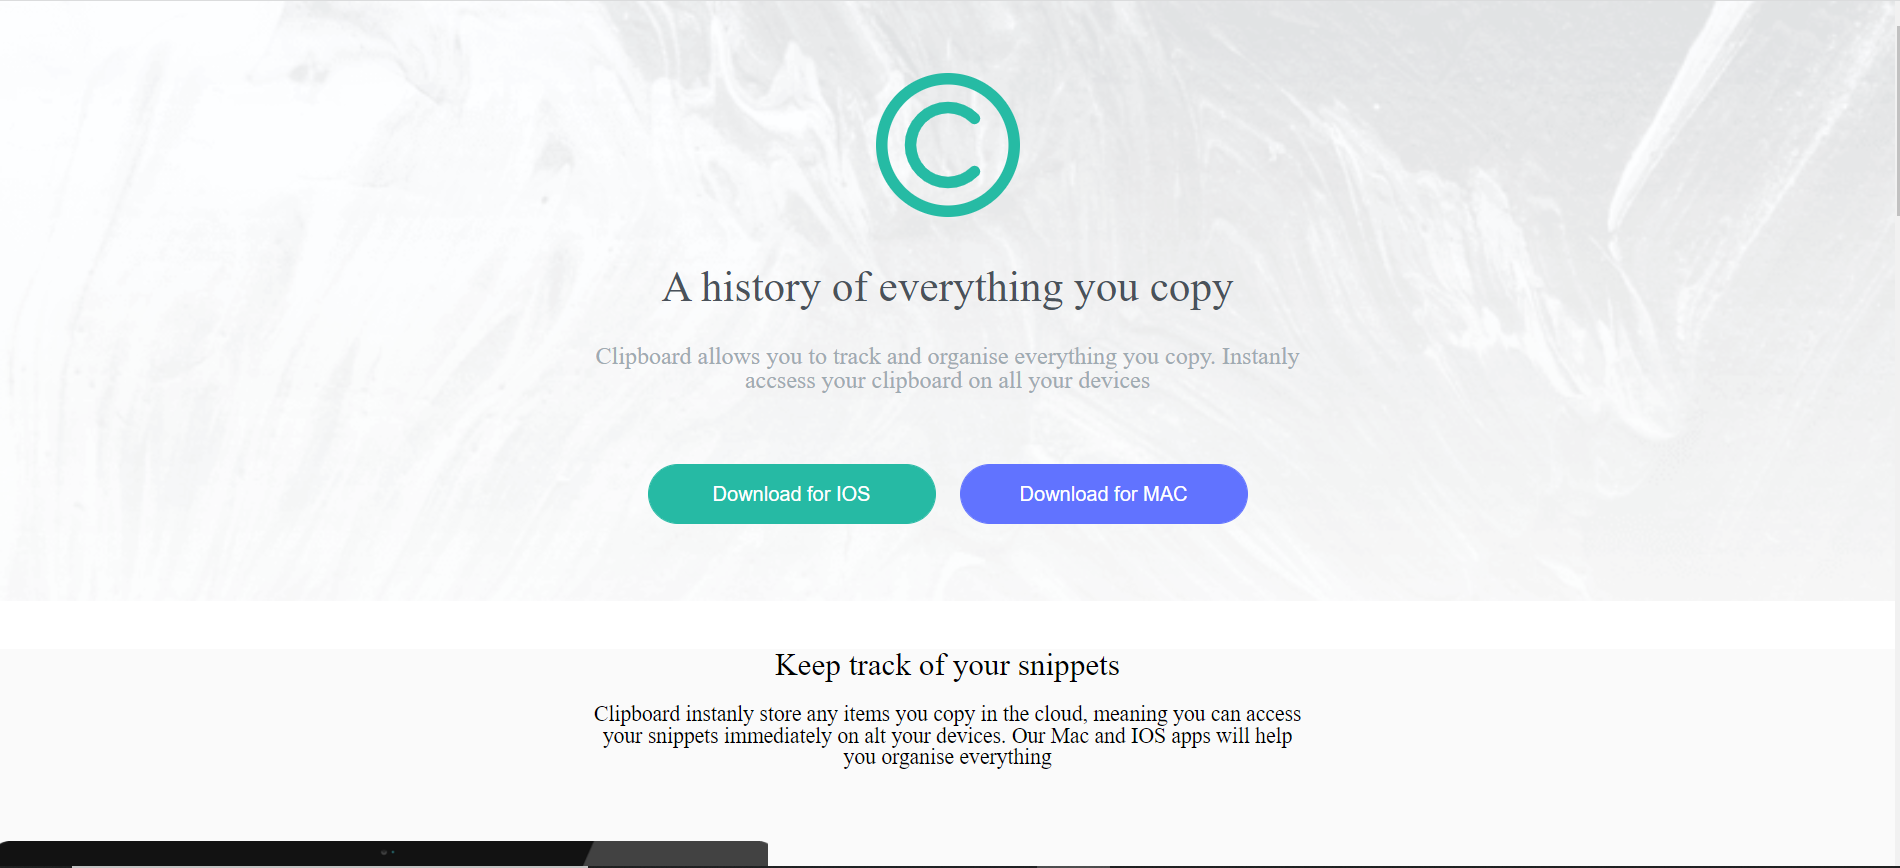 A history of everything you copy
Clipboard allows you to track and organise everything you copy. Instanly
accsess your clipboard on all your devices
Download for IOS
Download for MAC
Keep track of your snippets
Clipboard instanly store any items you copy in the cloud, meaning you can access
your snippets immediately on alt your devices. Our Mac and IOS apps will help
you organise everything